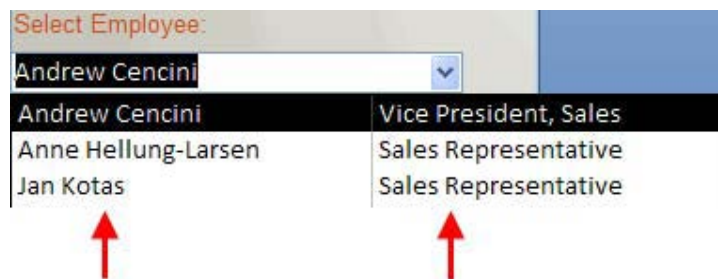 Select Employee:
Andrew Cencini
Andrew Cencini Vice President, Sales
Anne Hellung-Larsen Sales Representative
Jan Kotas Sales Representative